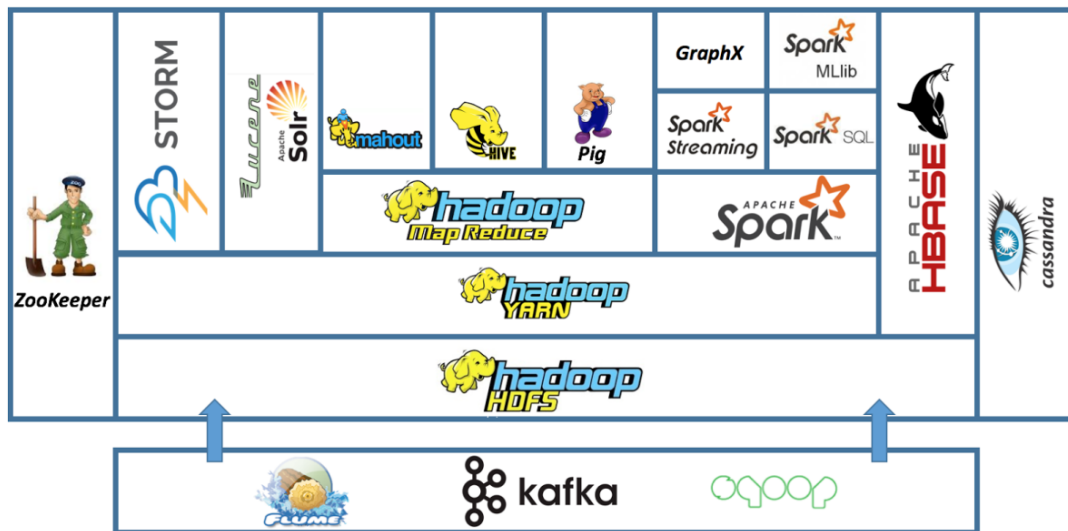 STORM
Lucene
Apache
Solr
mahout
HIVE
Pig
GraphX
Spark
MLlib
Spark
Streaming
Spark SQL
APACHE
HBASE
cassandra
ZooKeeper
hadoop
Map Reduce
APACHE
Spark™
hadoop
YARN
hadoop
HDFS
FLUME
kafka
sqoop